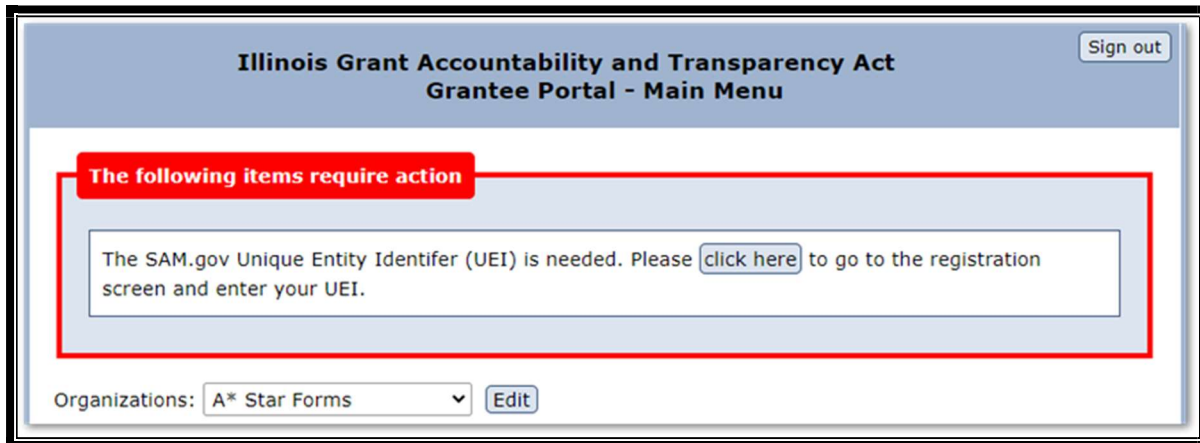 Sign out
Illinois Grant Accountability and Transparency Act
Grantee Portal - Main Menu
The following items require action
The SAM.gov Unique Entity Identifer (UEI) is needed. Please click here to go to the registration
screen and enter your UEI.
Organizations: A* Star Forms Edit